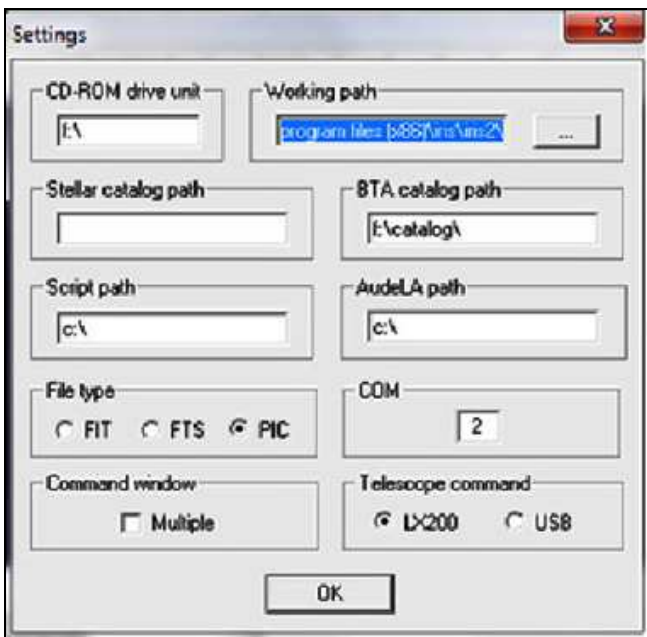 Settings
CD-ROM drive unit
Working path
f:\
program files (x86)\iris\iris2\
...
Stellar catalog path
BTA catalog path
f:\catalog\
Script path
AudeLA path
c:\
c:\
File type
COM
FIT FTS PIC
2
Command window
Telescope command
Multiple
LX200 USB
OK